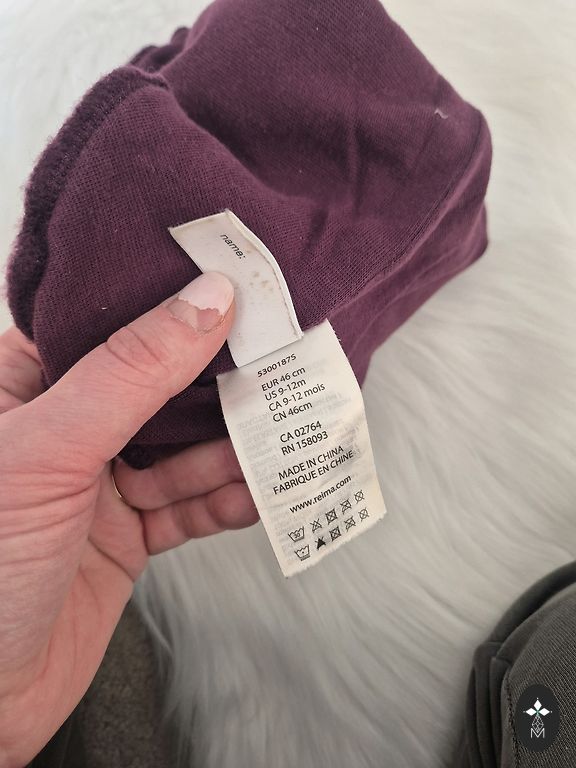 name:
53001875
EUR 46 cm
US 9-12m
CA 9-12 mois
CN 46cm
CA 02764
RN 158093
MADE IN CHINA
FABRIQUE EN CHINE
www.reima.com
30
M